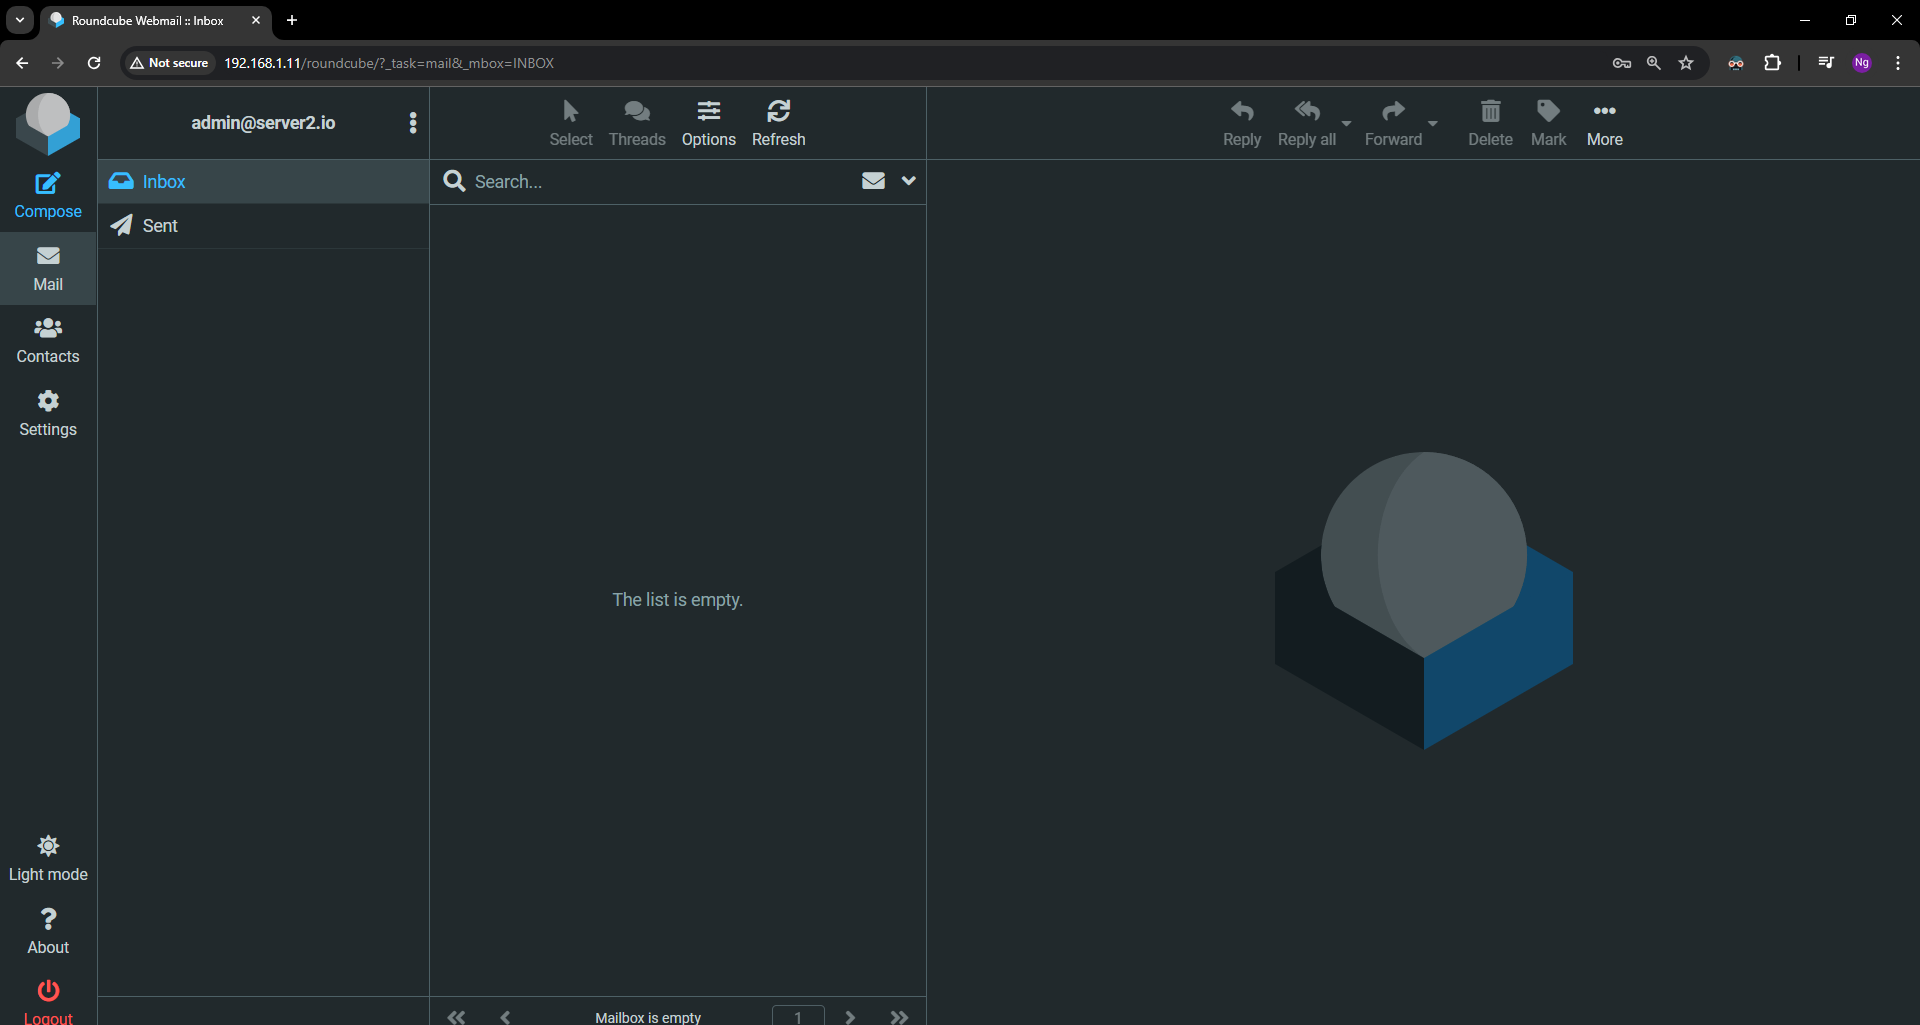 Roundcube Webmail :: Inbox
Not secure
192.168.1.11/roundcube/?_task=mail&_mbox=INBOX
Ng
admin@server2.io
Select
Threads
Options
Refresh
Reply
Reply all
Forward
Delete
Mark
More
Compose
Mail
Contacts
Settings
Light mode
About
Logout
Inbox
Sent
Search...
The list is empty.
Mailbox is empty
1